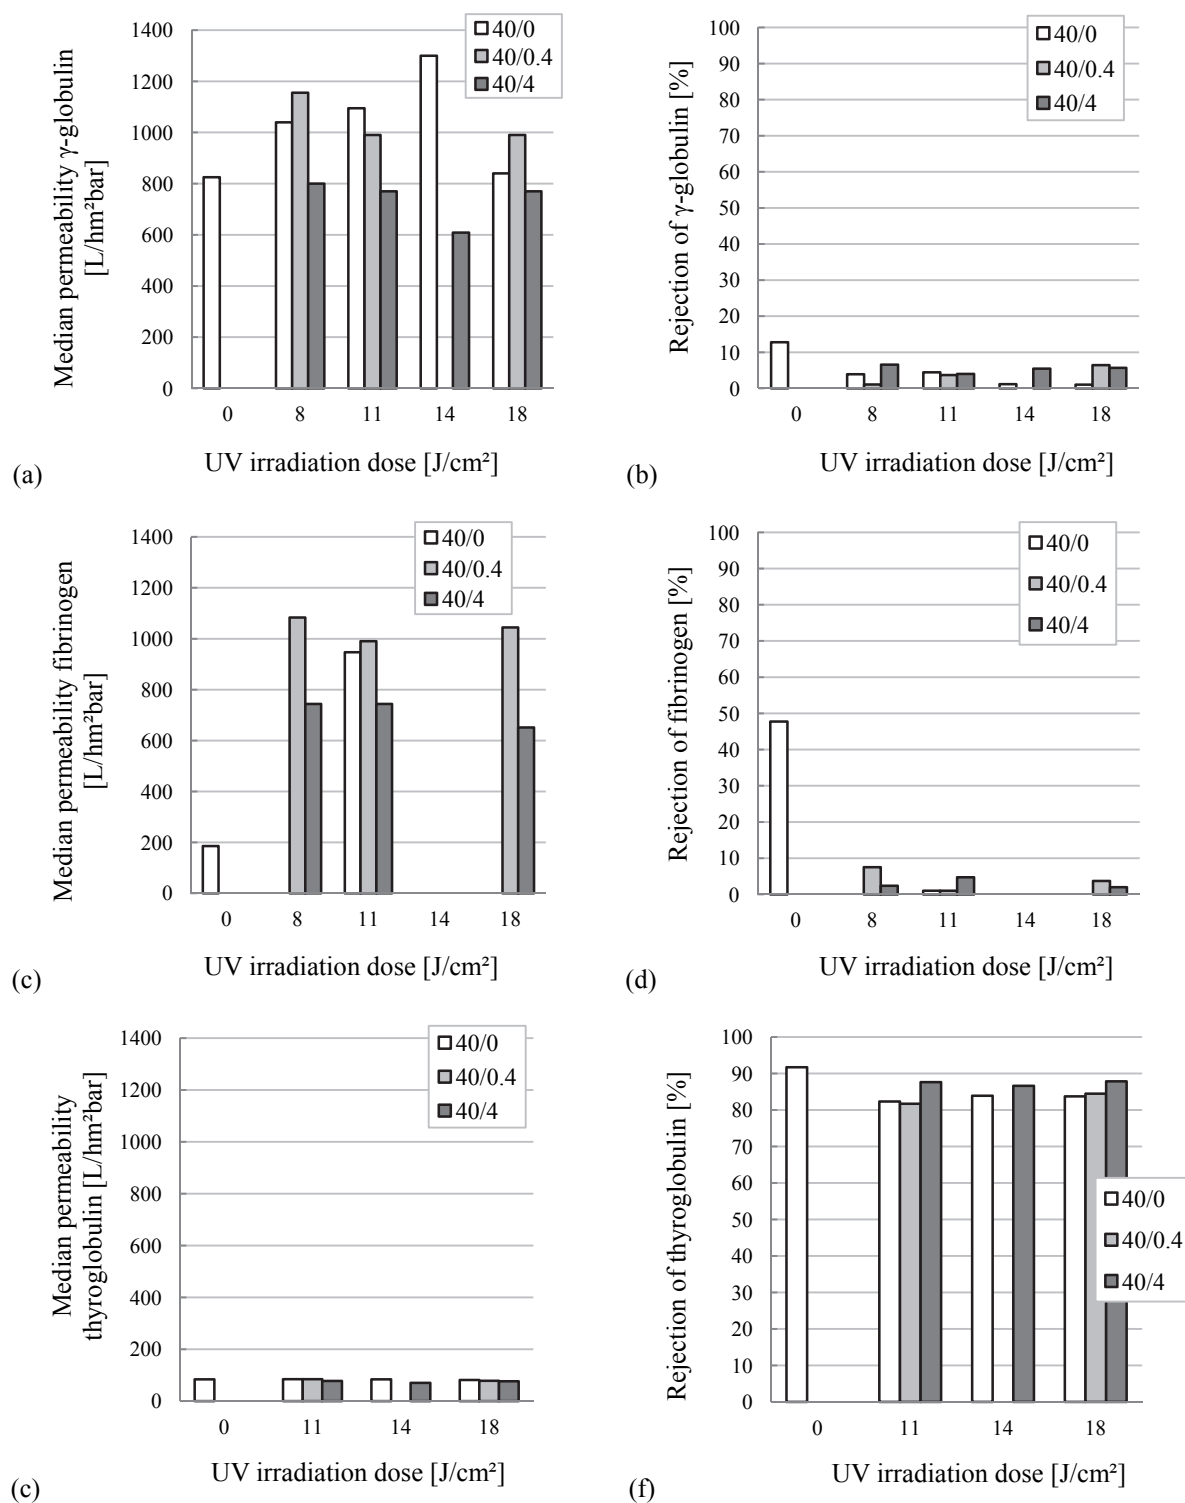 1400
1200
1000
800
600
400
200
0
Median permeability γ-globulin
[L/hm²bar]
40/0
40/0.4
40/4
0 8 11 14 18
UV irradiation dose [J/cm²]
(a)
100
90
80
70
60
50
40
30
20
10
0
Rejection of γ-globulin [%]
40/0
40/0.4
40/4
0 8 11 14 18
UV irradiation dose [J/cm²]
(b)
1400
1200
1000
800
600
400
200
0
Median permeability fibrinogen
[L/hm²bar]
40/0
40/0.4
40/4
0 8 11 14 18
UV irradiation dose [J/cm²]
(c)
100
90
80
70
60
50
40
30
20
10
0
Rejection of fibrinogen [%]
40/0
40/0.4
40/4
0 8 11 14 18
UV irradiation dose [J/cm²]
(d)
1400
1200
1000
800
600
400
200
0
Median permeability
thyroglobulin [L/hm²bar]
40/0
40/0.4
40/4
0 11 14 18
UV irradiation dose [J/cm²]
(c)
100
90
80
70
60
50
40
30
20
10
0
Rejection of thyroglobulin [%]
40/0
40/0.4
40/4
0 11 14 18
UV irradiation dose [J/cm²]
(f)